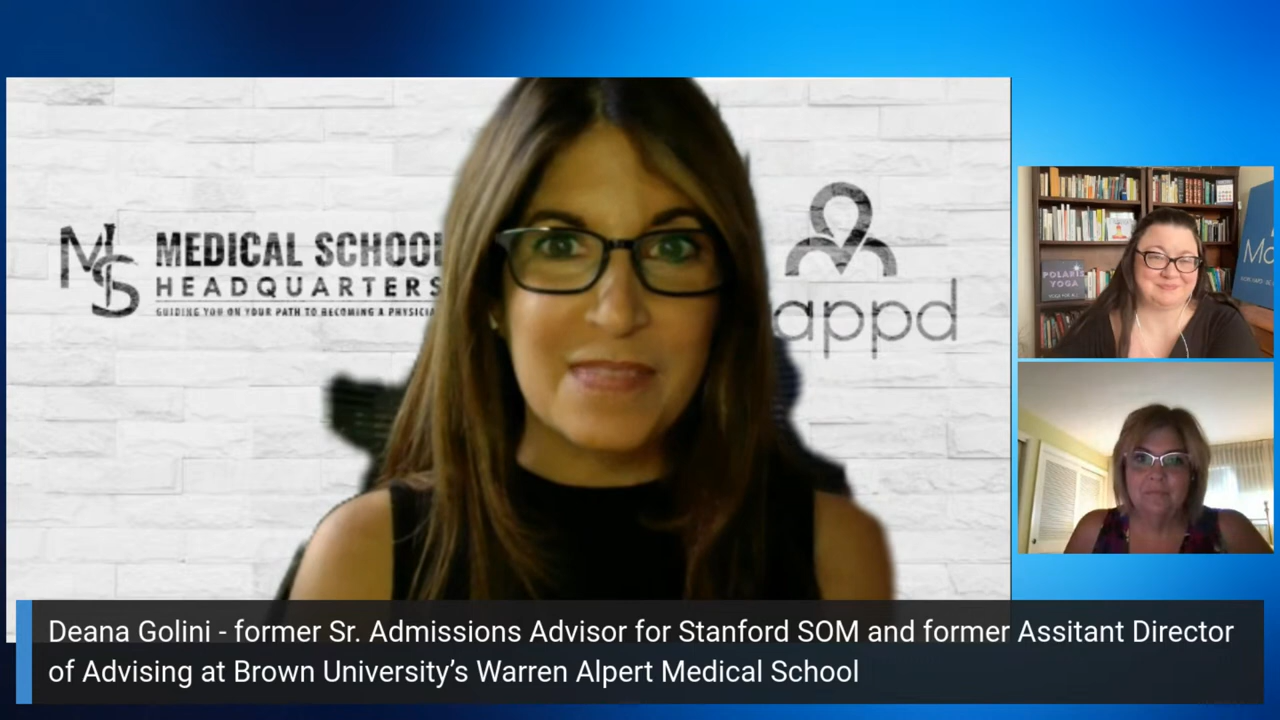 MS
MEDICAL SCHOOL
HEADQUARTERS
GUIDING YOU ON YOUR PATH TO BECOMING A PHYSICIA
appd
POLARIS
YOGA
Deana Golini - former Sr. Admissions Advisor for Stanford SOM and former Assitant Director
of Advising at Brown University’s Warren Alpert Medical School